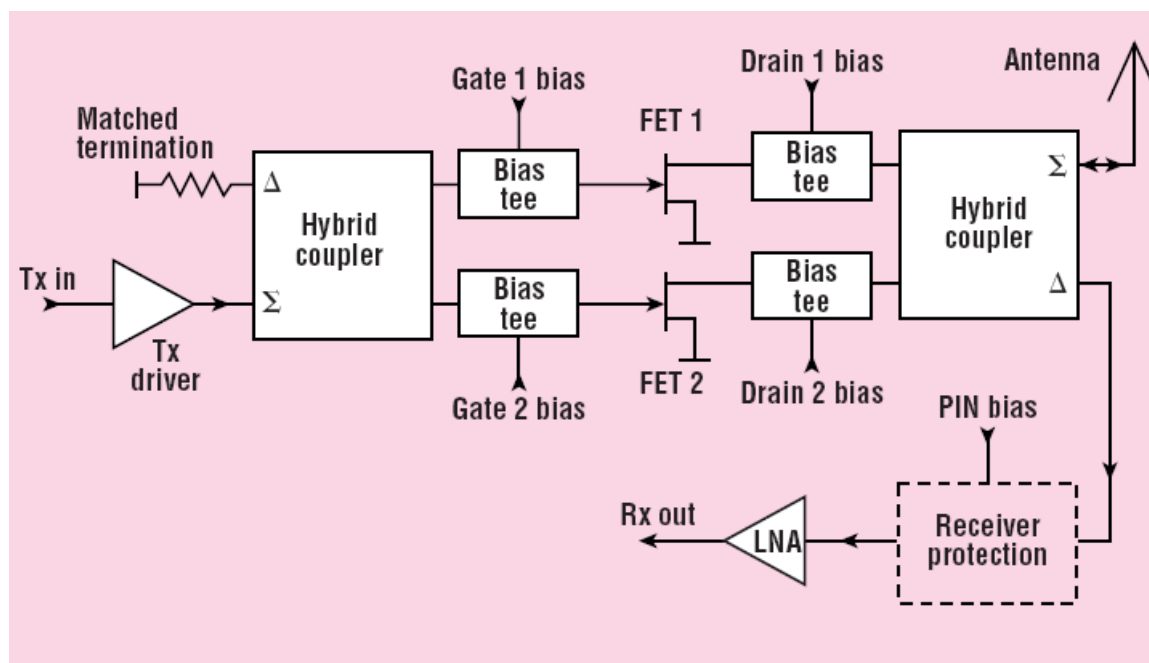 Gate 1 bias
Drain 1 bias
Antenna
Matched
termination
FET 1
Δ
Hybrid
coupler
Σ
Bias
tee
Bias
tee
Σ
Hybrid
coupler
Δ
Tx in
Tx
driver
Bias
tee
Bias
tee
Gate 2 bias
FET 2
Drain 2 bias
PIN bias
Rx out
LNA
Receiver
protection